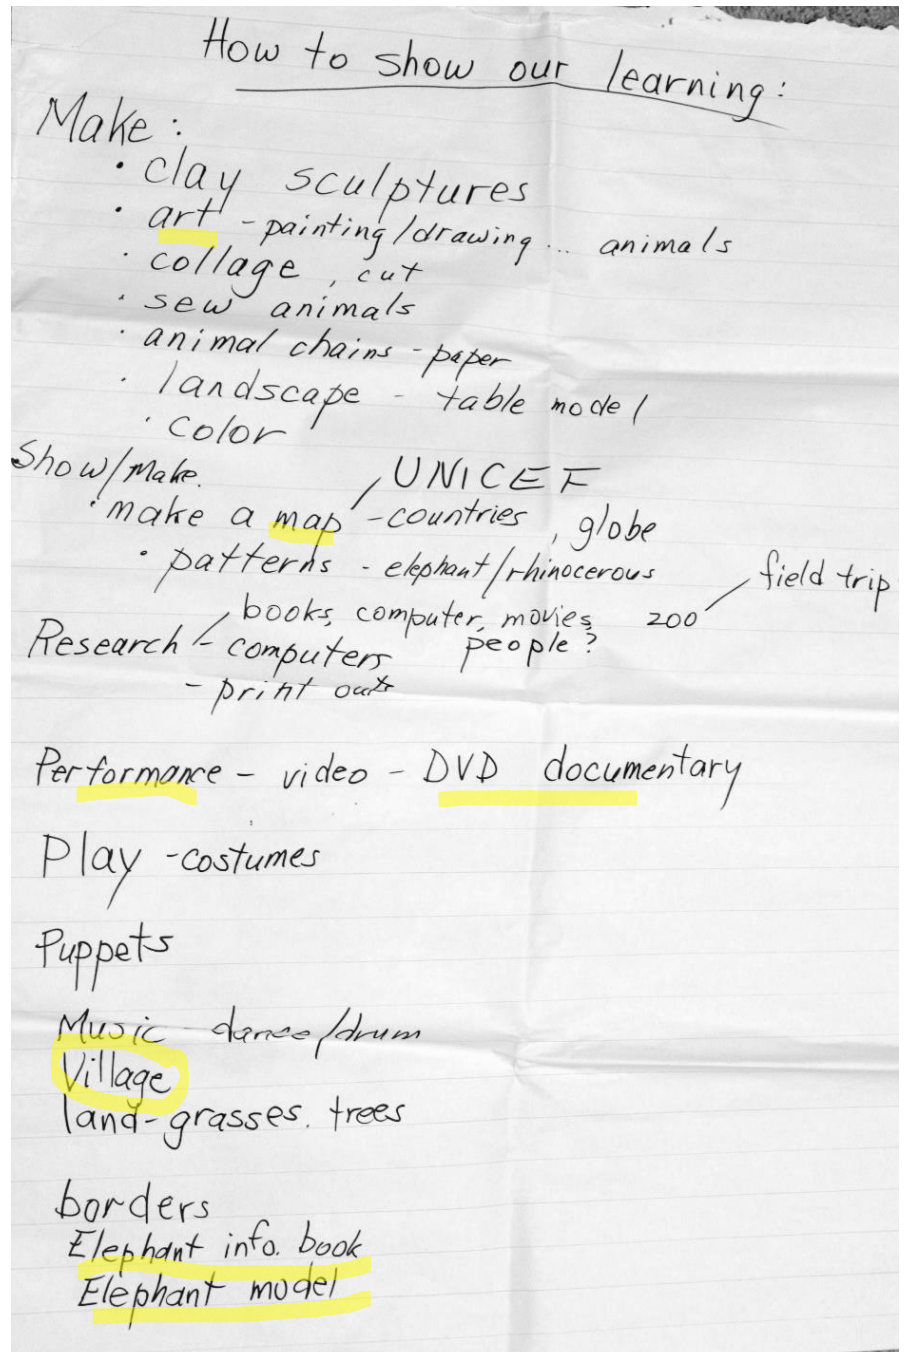 How to show our learning:
Make:
· clay sculptures
· art - painting/drawing... animals
· collage, cut
· sew animals
· animal chains - paper
· landscape - table model
· color
Show/Make.
UNICEF
· make a map - countries, globe
· patterns - elephant/rhinocerous
field trip
books, computer, movies, zoo
people?
Research - computers
- print outs
Performance - video - DVD documentary
Play - costumes
Puppets
Music - dance/drum
Village
land - grasses. trees
borders
Elephant info. book
Elephant model